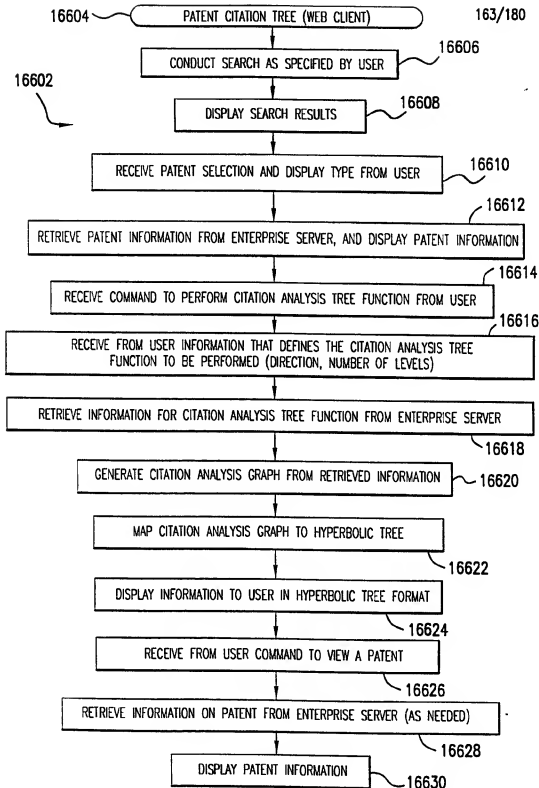 16604
PATENT CITATION TREE (WEB CLIENT)
163/180
16606
CONDUCT SEARCH AS SPECIFIED BY USER
16602
16608
DISPLAY SEARCH RESULTS
16610
RECEIVE PATENT SELECTION AND DISPLAY TYPE FROM USER
16612
RETRIEVE PATENT INFORMATION FROM ENTERPRISE SERVER, AND DISPLAY PATENT INFORMATION
16614
RECEIVE COMMAND TO PERFORM CITATION ANALYSIS TREE FUNCTION FROM USER
16616
RECEIVE FROM USER INFORMATION THAT DEFINES THE CITATION ANALYSIS TREE
FUNCTION TO BE PERFORMED (DIRECTION, NUMBER OF LEVELS)
RETRIEVE INFORMATION FOR CITATION ANALYSIS TREE FUNCTION FROM ENTERPRISE SERVER
16618
GENERATE CITATION ANALYSIS GRAPH FROM RETRIEVED INFORMATION
16620
MAP CITATION ANALYSIS GRAPH TO HYPERBOLIC TREE
16622
DISPLAY INFORMATION TO USER IN HYPERBOLIC TREE FORMAT
16624
RECEIVE FROM USER COMMAND TO VIEW A PATENT
16626
RETRIEVE INFORMATION ON PATENT FROM ENTERPRISE SERVER (AS NEEDED)
16628
DISPLAY PATENT INFORMATION
16630